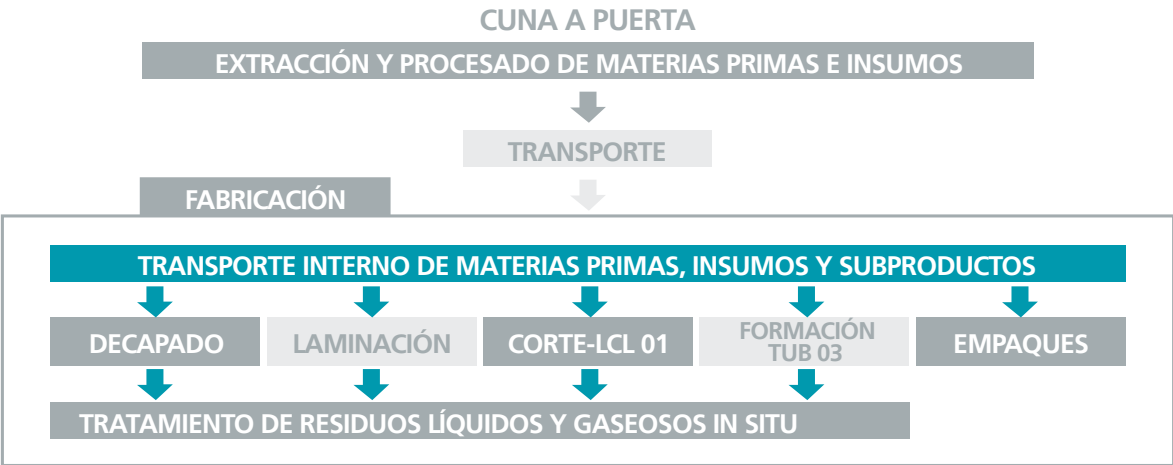 CUNA A PUERTA
EXTRACCIÓN Y PROCESADO DE MATERIAS PRIMAS E INSUMOS
TRANSPORTE
FABRICACIÓN
TRANSPORTE INTERNO DE MATERIAS PRIMAS, INSUMOS Y SUBPRODUCTOS
DECAPADO
LAMINACIÓN
CORTE-LCL 01
FORMACIÓN
TUB 03
EMPAQUES
TRATAMIENTO DE RESIDUOS LÍQUIDOS Y GASEOSOS IN SITU